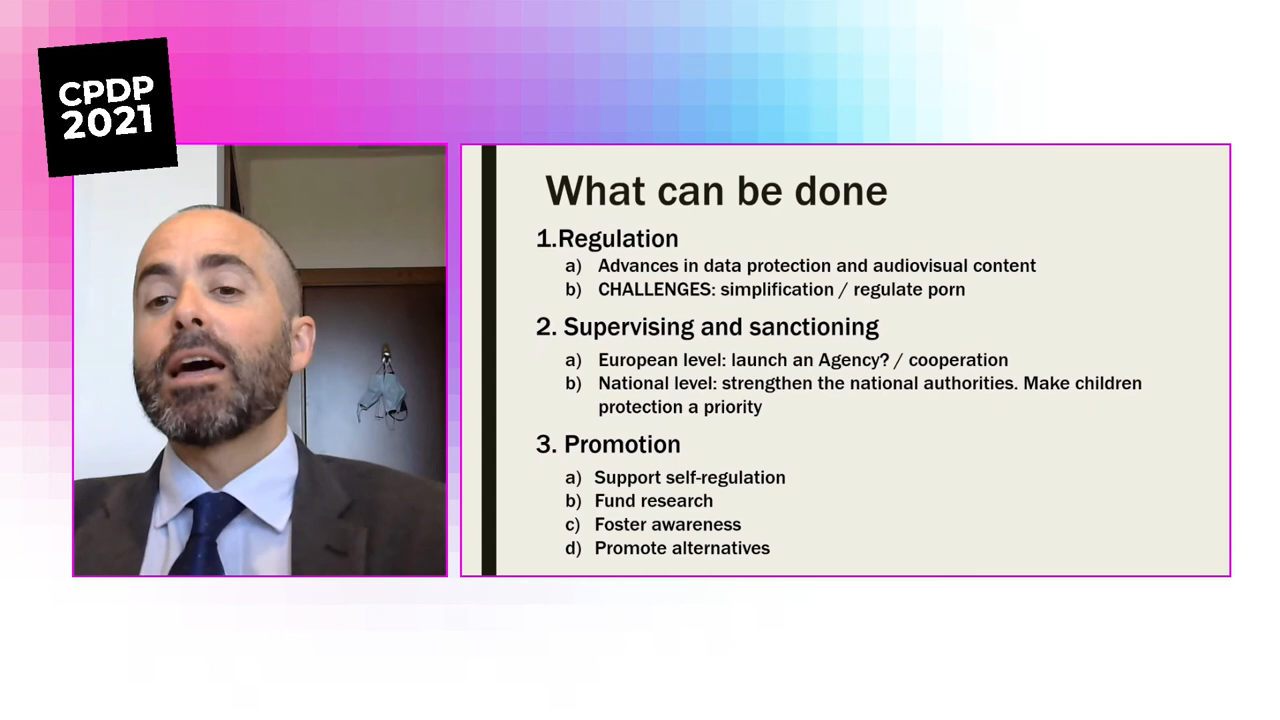 CPDP
2021
What can be done
1.Regulation
a) Advances in data protection and audiovisual content
b) CHALLENGES: simplification / regulate porn
2. Supervising and sanctioning
a) European level: launch an Agency? / cooperation
b) National level: strengthen the national authorities. Make children
protection a priority
3. Promotion
a) Support self-regulation
b) Fund research
c) Foster awareness
d) Promote alternatives